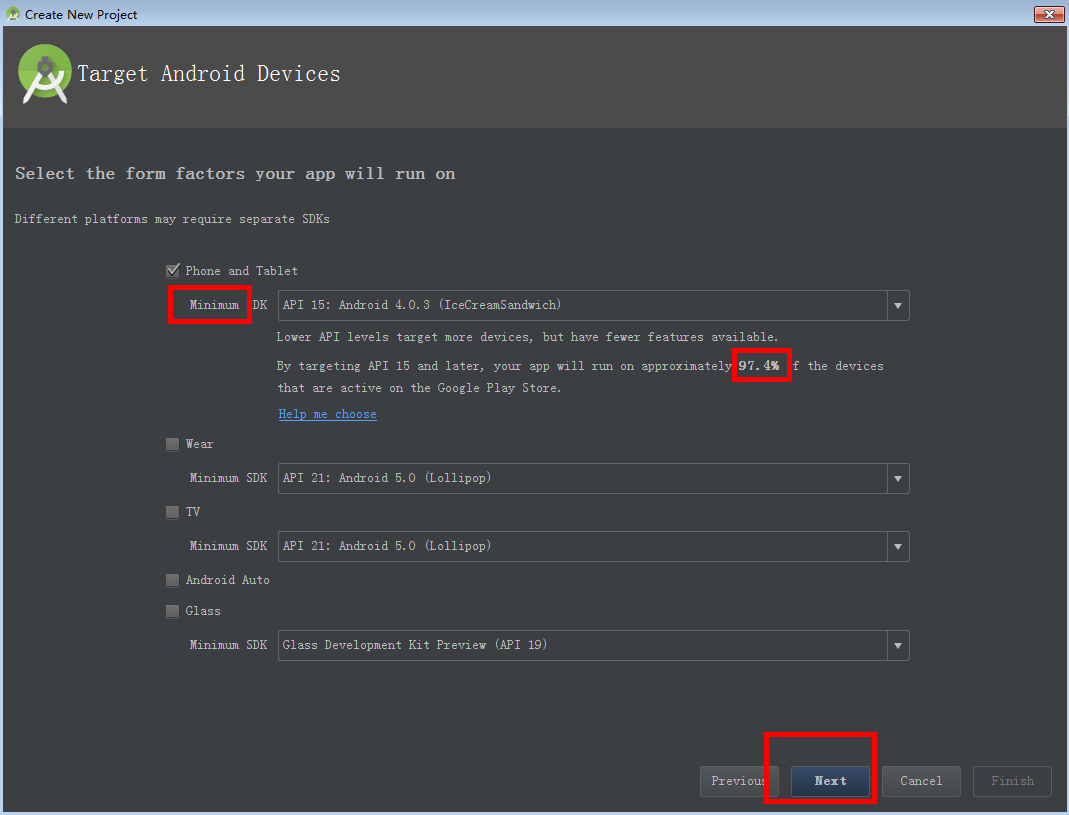 Create New Project
Target Android Devices
Select the form factors your app will run on
Different platforms may require separate SDKs
Phone and Tablet
Minimum DK API 15: Android 4.0.3 (IceCreamSandwich)
Lower API levels target more devices, but have fewer features available.
By targeting API 15 and later, your app will run on approximately 97.4% f the devices
that are active on the Google Play Store.
Help me choose
Wear
Minimum SDK API 21: Android 5.0 (Lollipop)
TV
Minimum SDK API 21: Android 5.0 (Lollipop)
Android Auto
Glass
Minimum SDK Glass Development Kit Preview (API 19)
Previous Next Cancel Finish